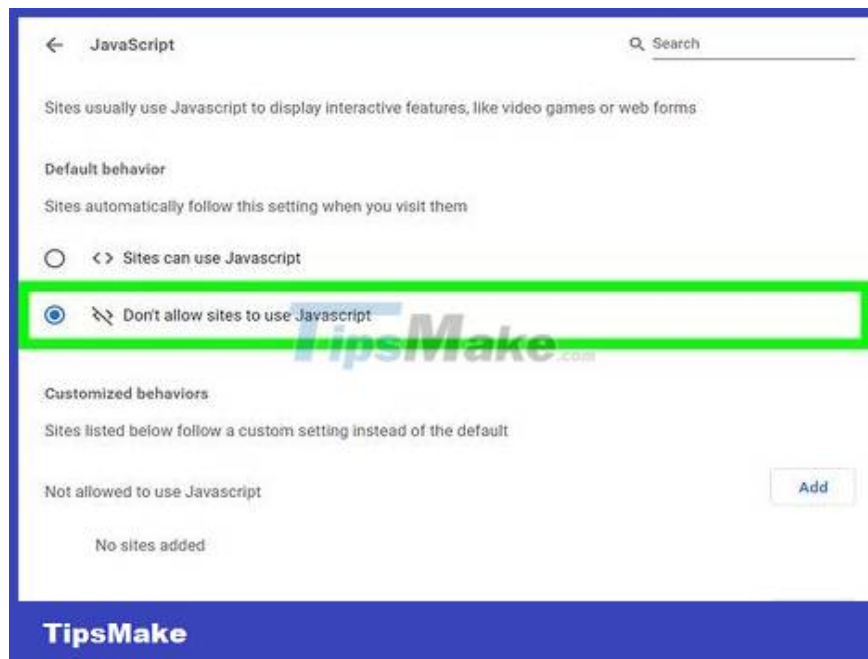 JavaScript
Search
Sites usually use Javascript to display interactive features, like video games or web forms
Default behavior
Sites automatically follow this setting when you visit them
<> Sites can use Javascript
Don't allow sites to use Javascript
TipsMake.com
Customized behaviors
Sites listed below follow a custom setting instead of the default
Not allowed to use Javascript
Add
No sites added
TipsMake